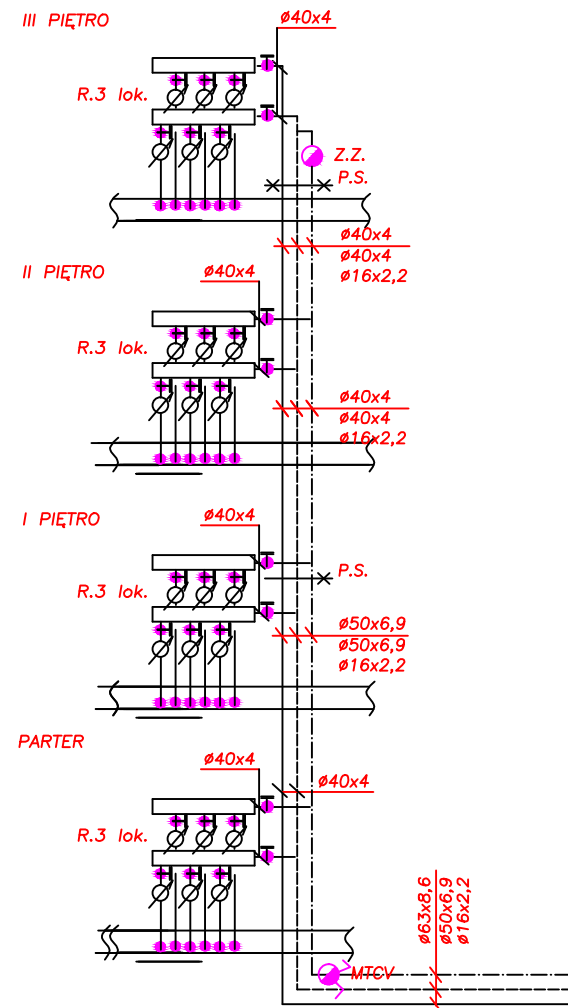 III PIĘTRO
ø40x4
R.3 lok.
Z.Z.
P.S.
ø40x4
ø40x4
ø16x2,2
II PIĘTRO
ø40x4
R.3 lok.
ø40x4
ø40x4
ø16x2,2
I PIĘTRO
ø40x4
P.S.
R.3 lok.
ø50x6,9
ø50x6,9
ø16x2,2
PARTER
ø40x4
ø40x4
R.3 lok.
ø63x8,6
ø50x6,9
ø16x2,2
MTCV